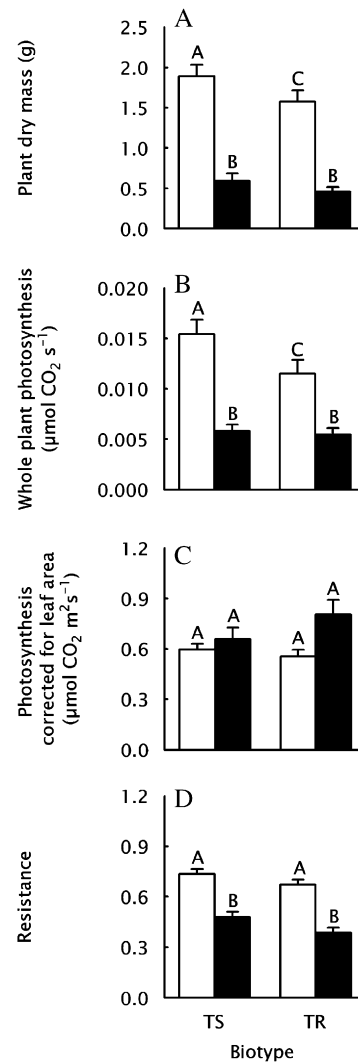 A
Plant dry mass (g)
2.5
2.0
1.5
1.0
0.5
0.0
A
B
C
B
B
Whole plant photosynthesis
(µmol CO₂ s⁻¹)
0.020
0.015
0.010
0.005
0.000
A
B
C
B
C
Photosynthesis
corrected for leaf area
(µmol CO₂ m²s⁻¹)
1.2
0.9
0.6
0.3
0.0
A
A
A
A
D
Resistance
1.2
0.9
0.6
0.3
0.0
A
B
A
B
TS
TR
Biotype